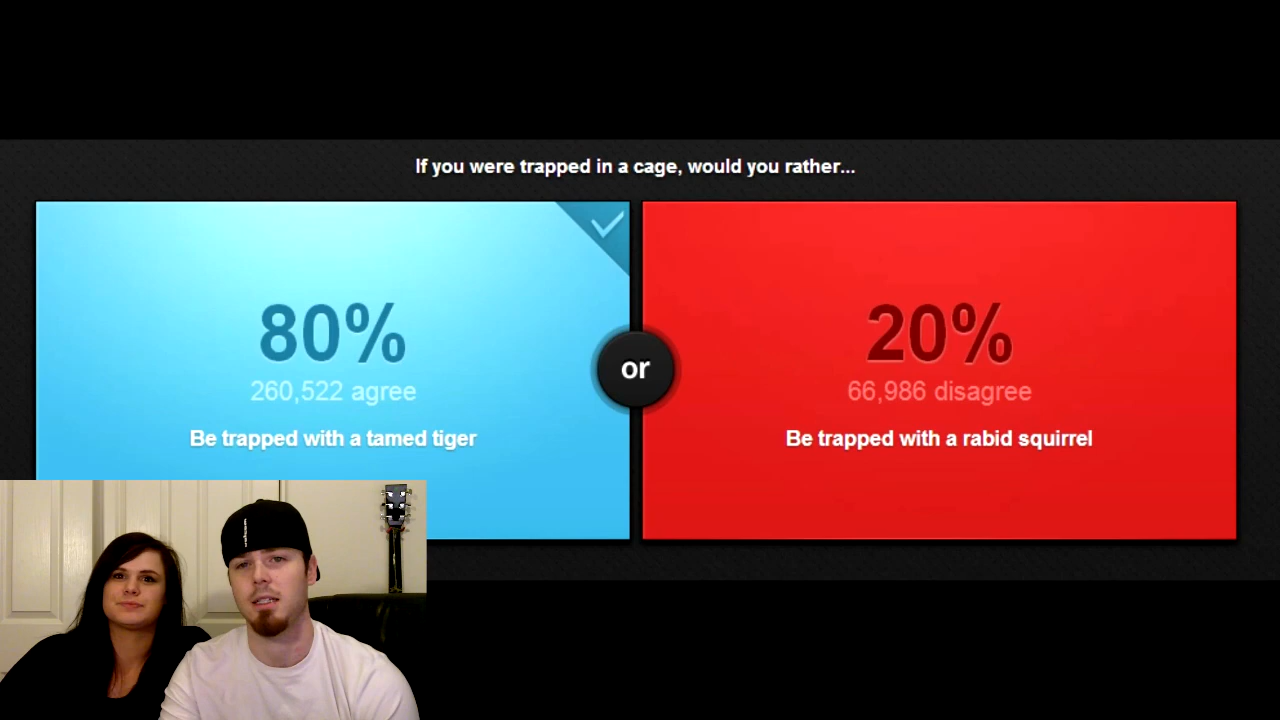 If you were trapped in a cage, would you rather...
80%
260,522 agree
Be trapped with a tamed tiger
or
20%
66,986 disagree
Be trapped with a rabid squirrel